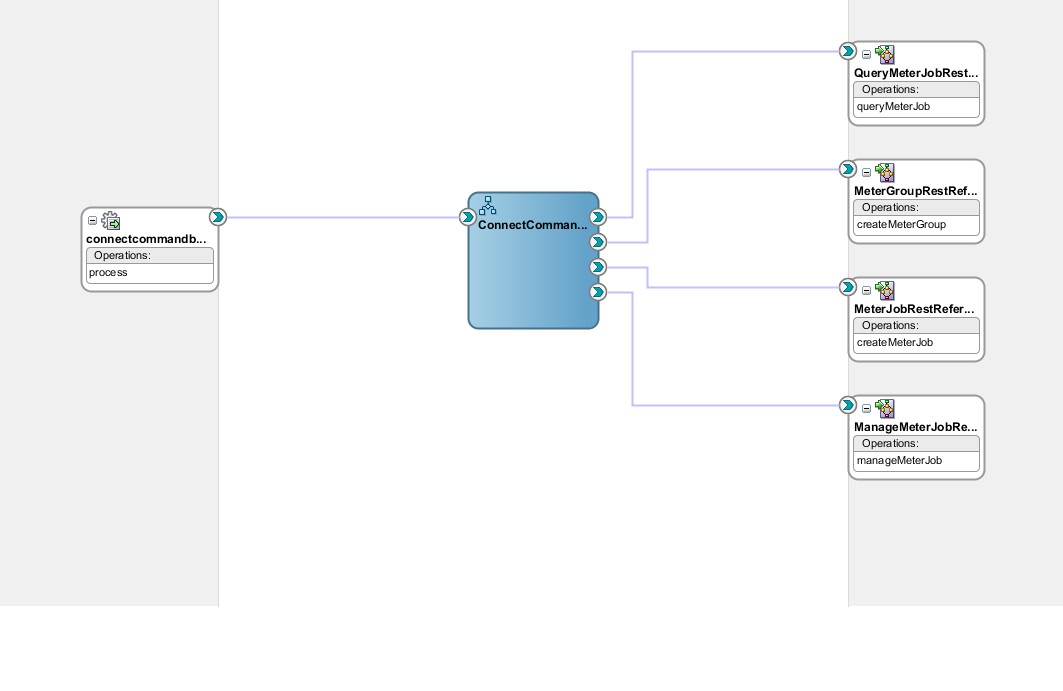 connectcommandb...
Operations:
process
ConnectComman...
QueryMeterJobRest...
Operations:
queryMeterJob
MeterGroupRestRef...
Operations:
createMeterGroup
MeterJobRestRefer...
Operations:
createMeterJob
ManageMeterJobRe...
Operations:
manageMeterJob